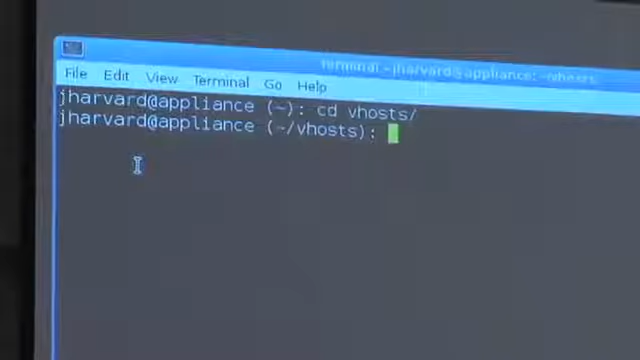 Terminal - jharvard@appliance: ~/vhosts
File Edit View Terminal Go Help
jharvard@appliance (~): cd vhosts/
jharvard@appliance (~/vhosts):